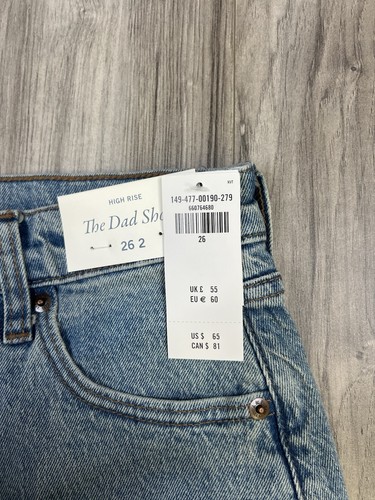 HIGH RISE
The Dad Sho
26 2
149-477-00190-279
660764680
26
UK £ 55
EU € 60
US $ 65
CAN $ 81